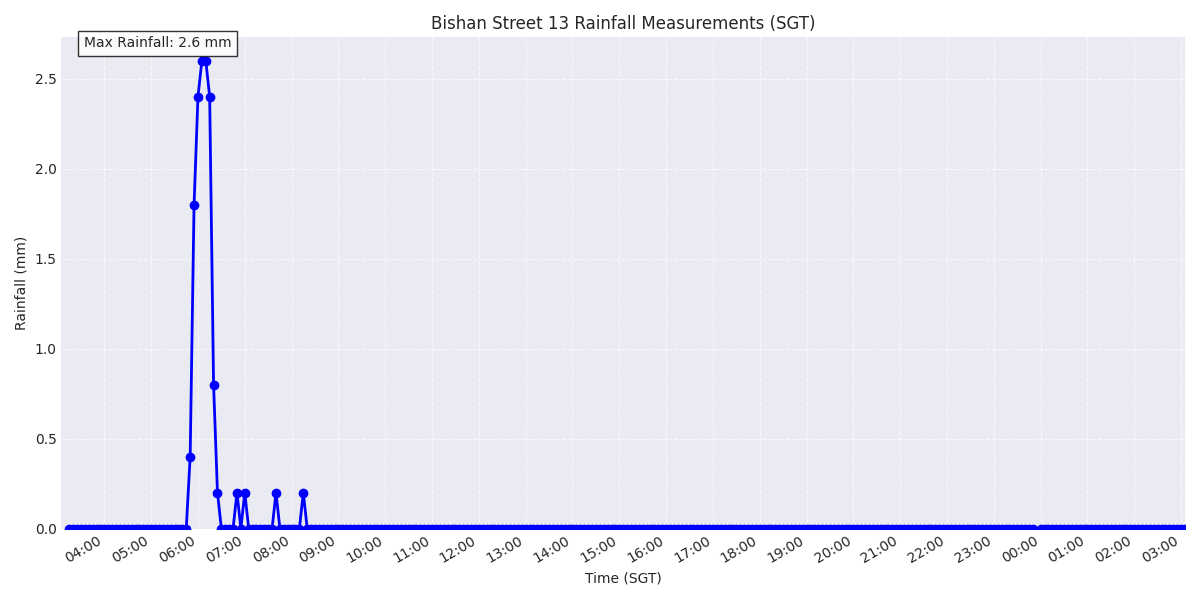 Bishan Street 13 Rainfall Measurements (SGT)
Max Rainfall: 2.6 mm
Rainfall (mm)
2.5
2.0
1.5
1.0
0.5
0.0
04:00 05:00 06:00 07:00 08:00 09:00 10:00 11:00 12:00 13:00 14:00 15:00 16:00 17:00 18:00 19:00 20:00 21:00 22:00 23:00 00:00 01:00 02:00 03:00
Time (SGT)